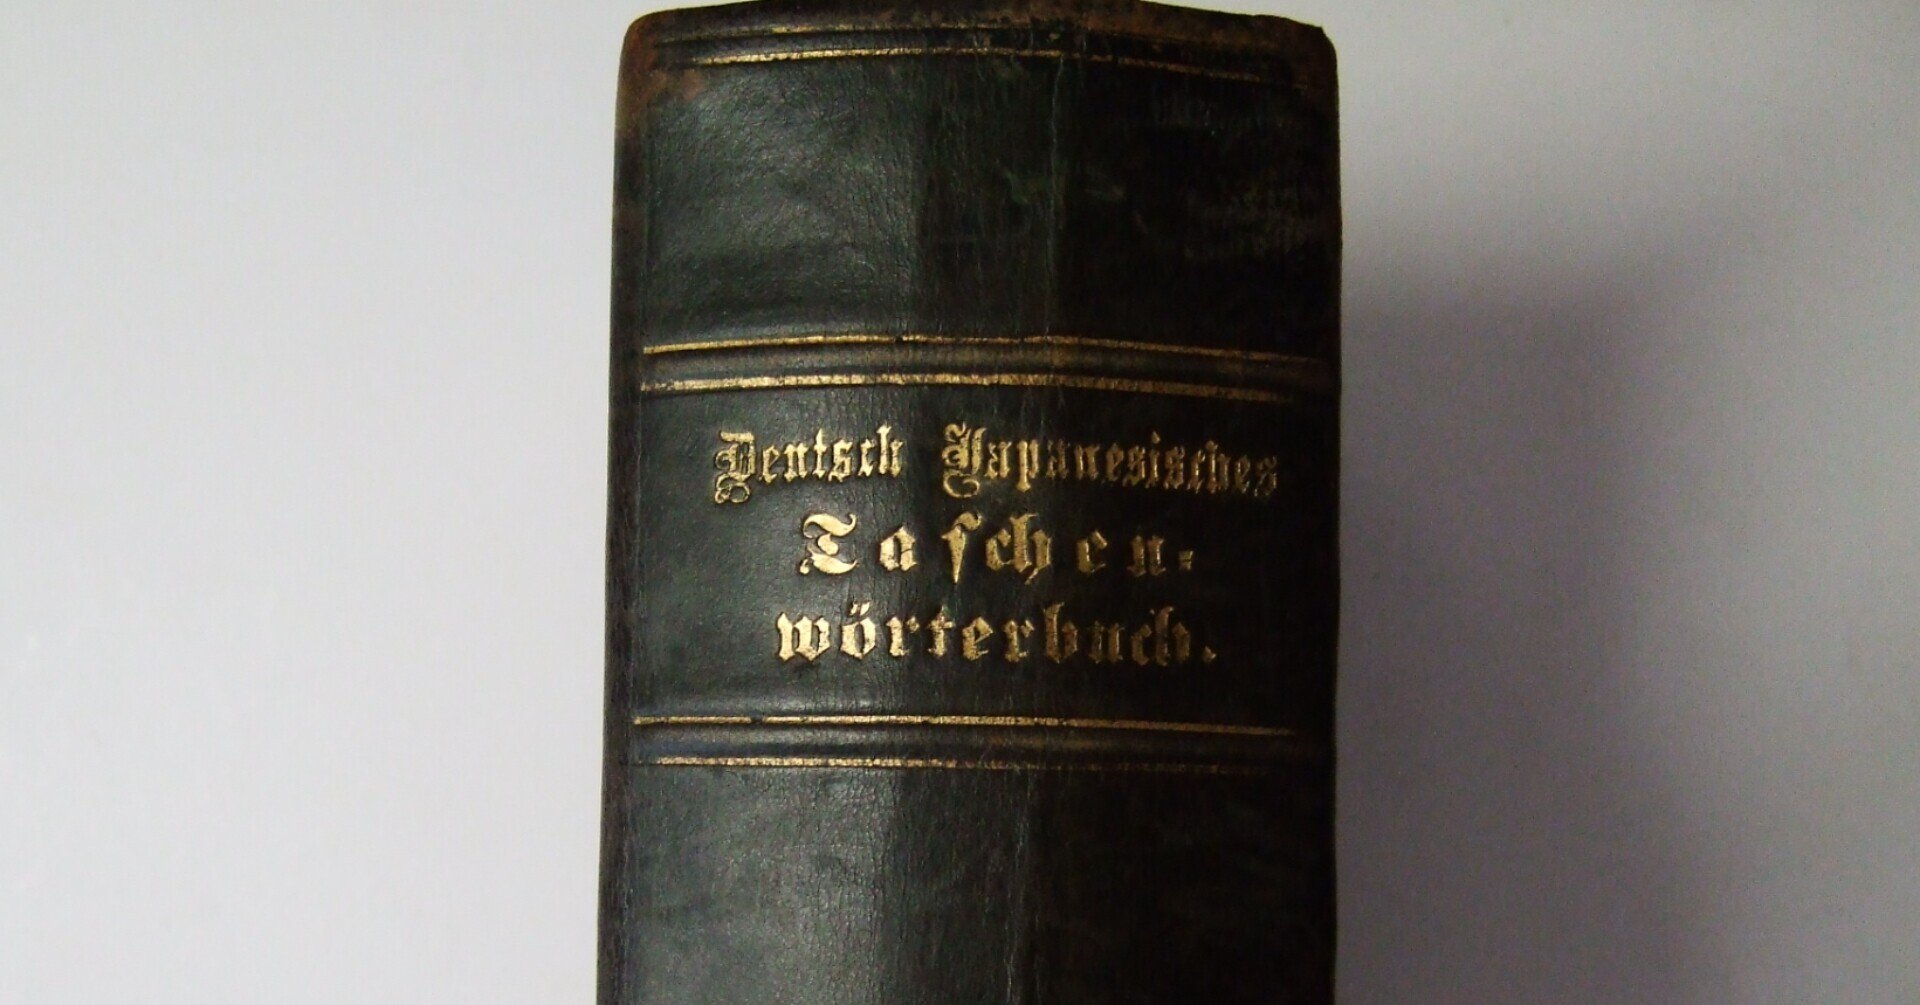 Deutsch Japanesisches
Taſchen-
wörterbuch.